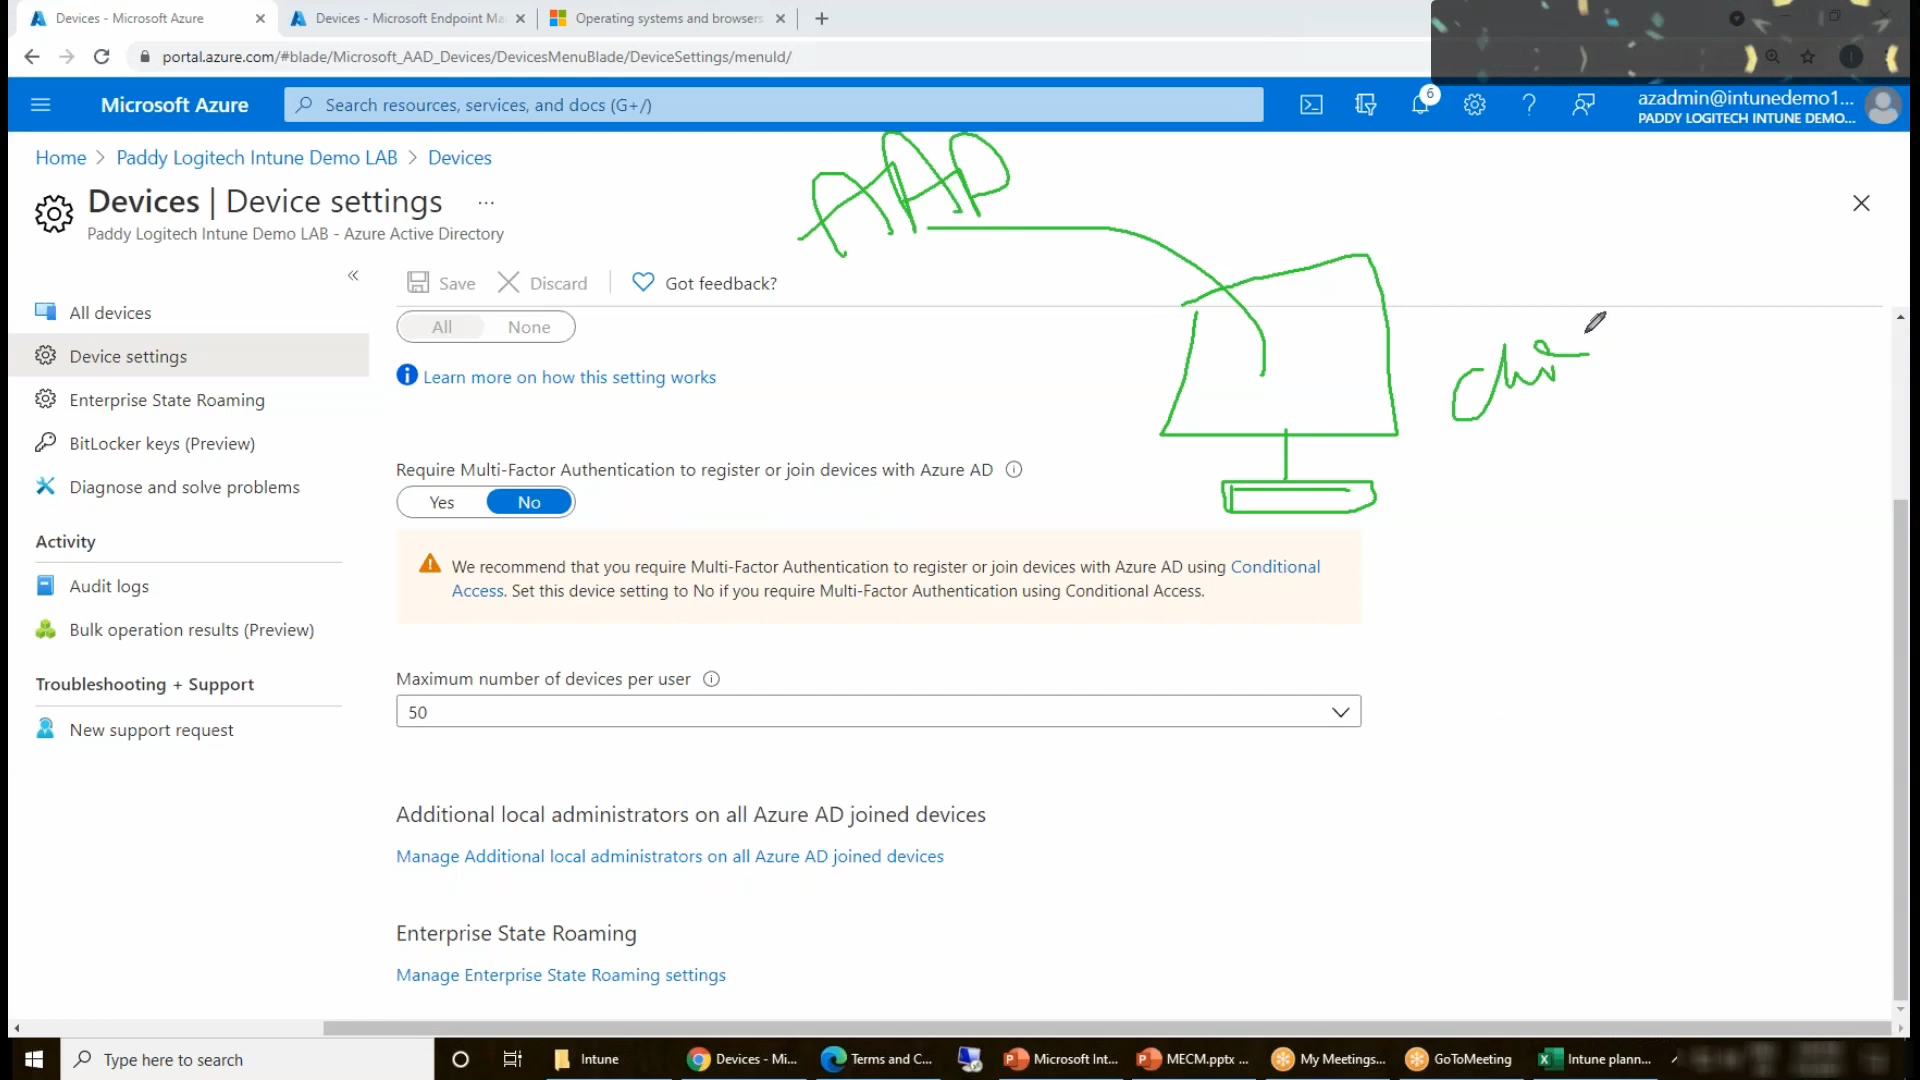 Devices - Microsoft Azure
Devices - Microsoft Endpoint Ma
Operating systems and browsers
portal.azure.com/#blade/Microsoft_AAD_Devices/DevicesMenuBlade/DeviceSettings/menuId/
Microsoft Azure
Search resources, services, and docs (G+/)
6
azadmin@intunedemo1...
PADDY LOGITECH INTUNE DEMO...
Home > Paddy Logitech Intune Demo LAB > Devices
AAD
Devices | Device settings ...
Paddy Logitech Intune Demo LAB - Azure Active Directory
«
Save
Discard
Got feedback?
All devices
Device settings
Enterprise State Roaming
BitLocker keys (Preview)
Diagnose and solve problems
Activity
Audit logs
Bulk operation results (Preview)
Troubleshooting + Support
New support request
All
None
Learn more on how this setting works
Require Multi-Factor Authentication to register or join devices with Azure AD
Yes
No
We recommend that you require Multi-Factor Authentication to register or join devices with Azure AD using Conditional
Access. Set this device setting to No if you require Multi-Factor Authentication using Conditional Access.
Maximum number of devices per user
50
Additional local administrators on all Azure AD joined devices
Manage Additional local administrators on all Azure AD joined devices
Enterprise State Roaming
Manage Enterprise State Roaming settings
Type here to search
Intune
Devices - Mi...
Terms and C...
Microsoft Int...
MECM.pptx ...
My Meetings...
GoToMeeting
Intune plann...